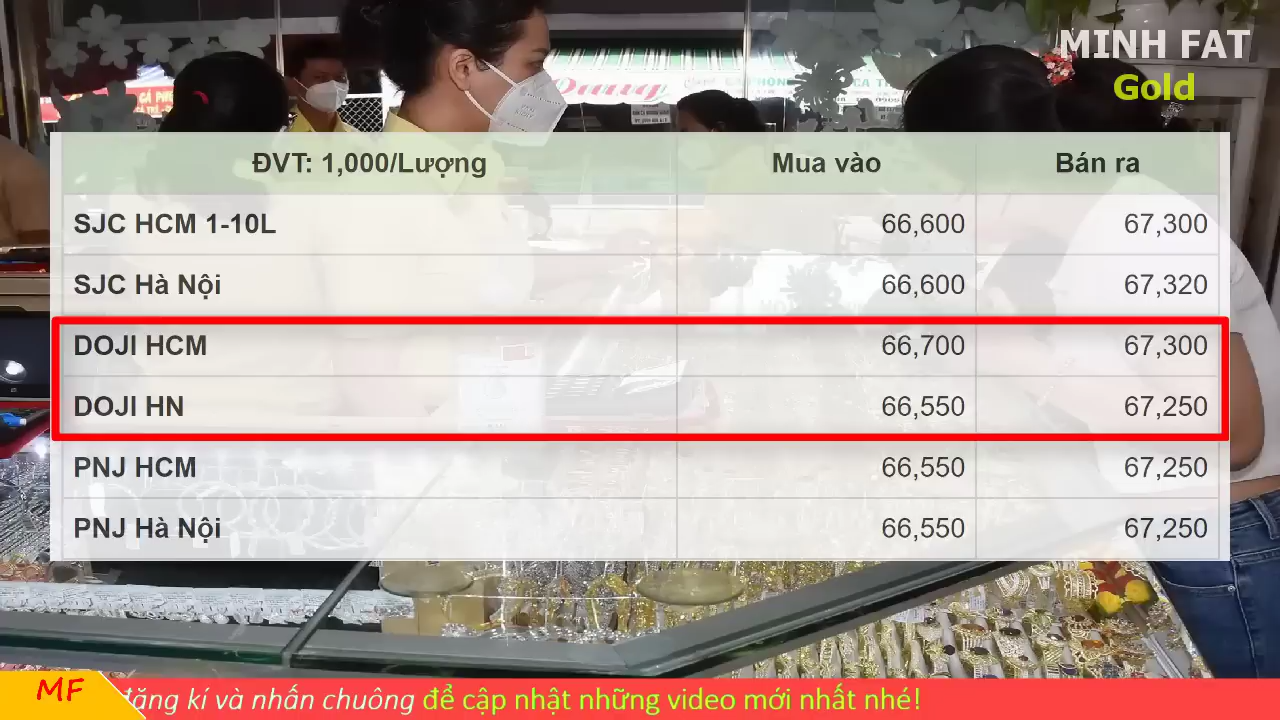 MINH FAT
Gold
ĐVT: 1,000/Lượng Mua vào Bán ra
SJC HCM 1-10L 66,600 67,300
SJC Hà Nội 66,600 67,320
DOJI HCM 66,700 67,300
DOJI HN 66,550 67,250
PNJ HCM 66,550 67,250
PNJ Hà Nội 66,550 67,250
MF đăng kí và nhấn chuông để cập nhật những video mới nhất nhé!